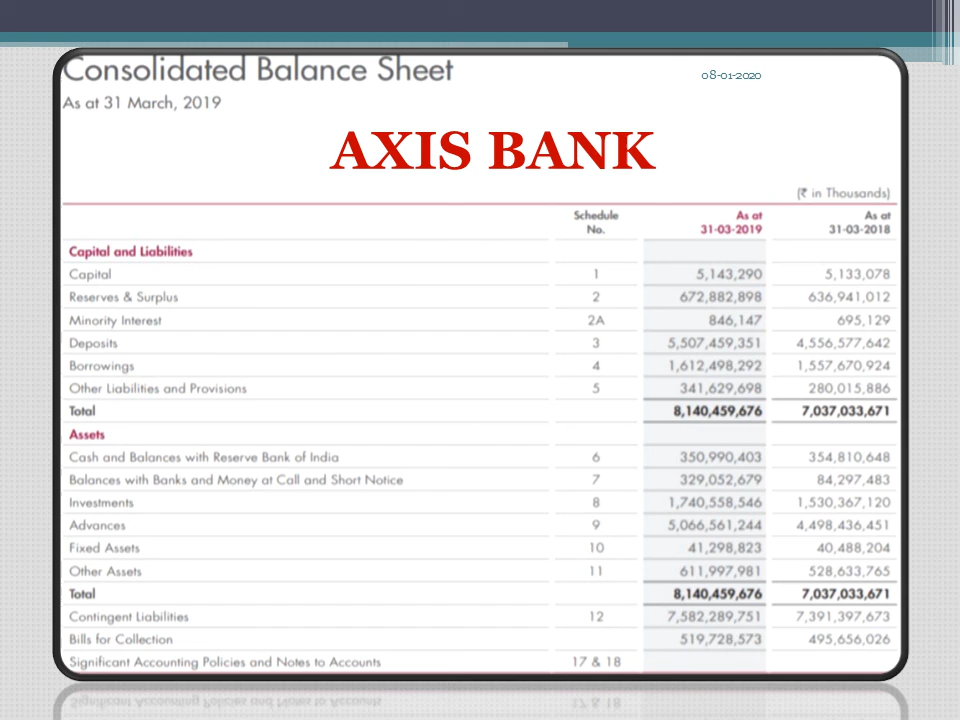 Consolidated Balance Sheet
08-01-2020
As at 31 March, 2019
AXIS BANK
(₹ in Thousands)
Schedule No. As at 31-03-2019 As at 31-03-2018
Capital and Liabilities
Capital 1 5,143,290 5,133,078
Reserves & Surplus 2 672,882,898 636,941,012
Minority Interest 2A 846,147 695,129
Deposits 3 5,507,459,351 4,556,577,642
Borrowings 4 1,612,498,292 1,557,670,924
Other Liabilities and Provisions 5 341,629,698 280,015,886
Total 8,140,459,676 7,037,033,671
Assets
Cash and Balances with Reserve Bank of India 6 350,990,403 354,810,648
Balances with Banks and Money at Call and Short Notice 7 329,052,679 84,297,483
Investments 8 1,740,558,546 1,530,367,120
Advances 9 5,066,561,244 4,498,436,451
Fixed Assets 10 41,298,823 40,488,204
Other Assets 11 611,997,981 528,633,765
Total 8,140,459,676 7,037,033,671
Contingent Liabilities 12 7,582,289,751 7,391,397,673
Bills for Collection 519,728,573 495,656,026
Significant Accounting Policies and Notes to Accounts 17 & 18